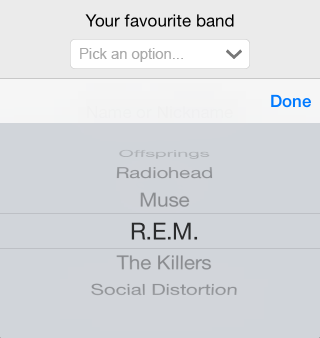 Your favourite band
Pick an option...
Done
Offsprings
Radiohead
Muse
R.E.M.
The Killers
Social Distortion